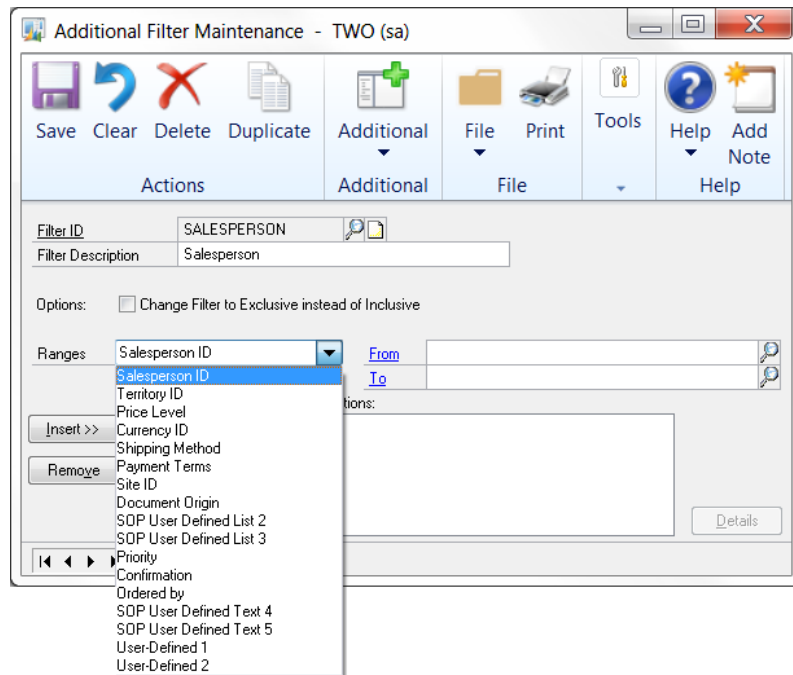 Additional Filter Maintenance - TWO (sa)
Save Clear Delete Duplicate Additional File Print Tools Help Add Note
Actions Additional File Help
Filter ID SALESPERSON
Filter Description Salesperson
Options: Change Filter to Exclusive instead of Inclusive
Ranges Salesperson ID From
To
Salesperson ID
Territory ID
Price Level
Currency ID
Shipping Method
Payment Terms
Site ID
Document Origin
SOP User Defined List 2
SOP User Defined List 3
Priority
Confirmation
Ordered by
SOP User Defined Text 4
SOP User Defined Text 5
User-Defined 1
User-Defined 2
Insert >>
Remove
Details